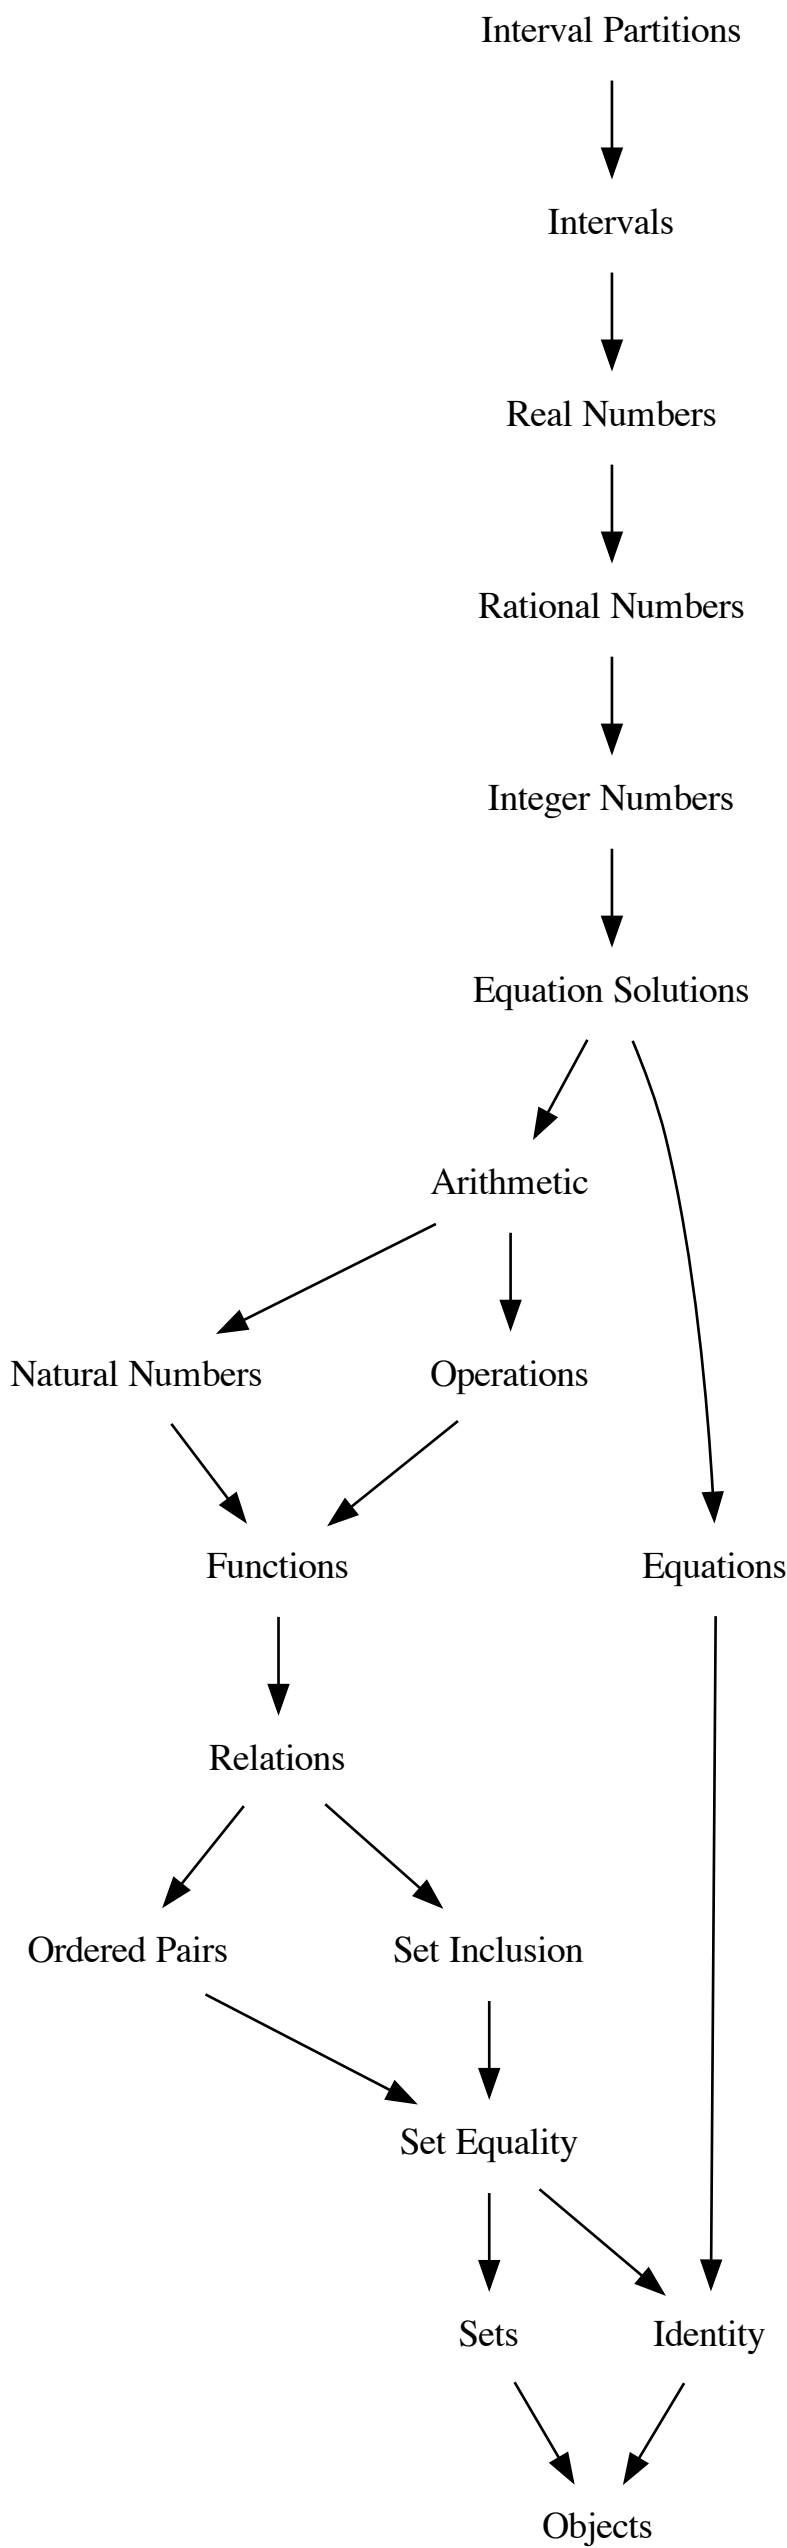 Interval Partitions
Intervals
Real Numbers
Rational Numbers
Integer Numbers
Equation Solutions
Arithmetic
Natural Numbers
Operations
Functions
Equations
Relations
Ordered Pairs
Set Inclusion
Set Equality
Sets
Identity
Objects